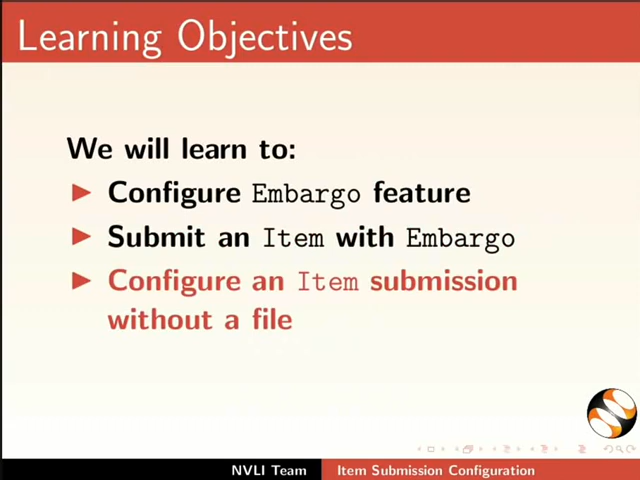 Learning Objectives
We will learn to:
Configure Embargo feature
Submit an Item with Embargo
Configure an Item submission
without a file
NVLI Team
Item Submission Configuration